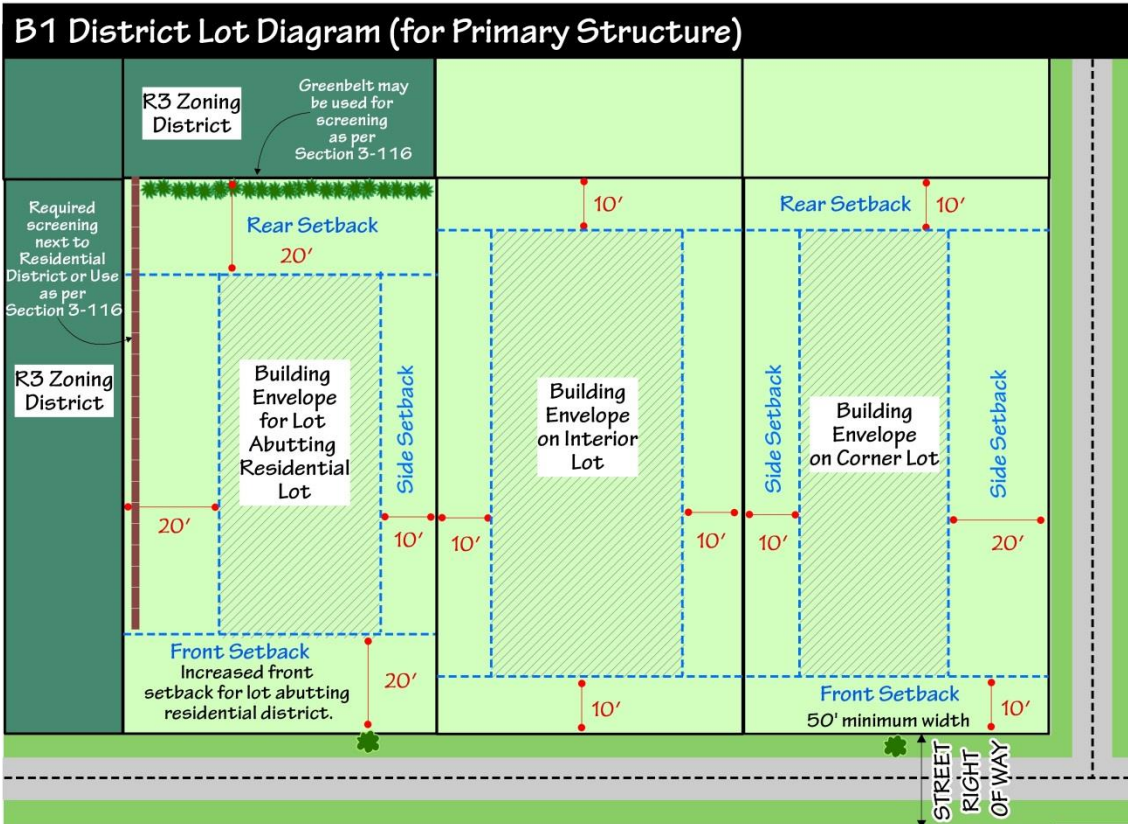 B1 District Lot Diagram (for Primary Structure)
R3 Zoning
District
Greenbelt may
be used for
screening
as per
Section 3-116
Required
screening
next to
Residential
District or Use
as per
Section 3-116
R3 Zoning
District
Rear Setback
20'
Building
Envelope
for Lot
Abutting
Residential
Lot
Side Setback
20'
10'
Front Setback
Increased front
setback for lot abutting
residential district.
20'
10'
Building
Envelope
on Interior
Lot
10'
10'
10'
Rear Setback
10'
Side Setback
Building
Envelope
on Corner Lot
Side Setback
10'
20'
Front Setback
50' minimum width
10'
STREET
RIGHT
OF WAY